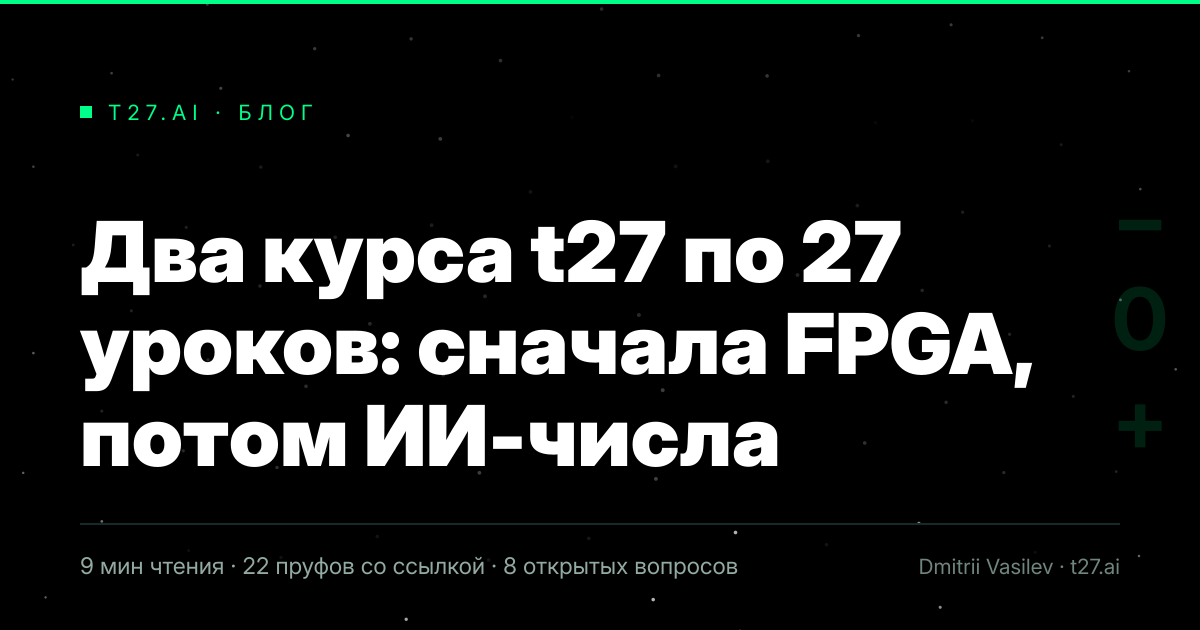 T27.AI · БЛОГ
Два курса t27 по 27
уроков: сначала FPGA,
потом ИИ-числа
−
0
+
9 мин чтения · 22 пруфов со ссылкой · 8 открытых вопросов
Dmitrii Vasilev · t27.ai